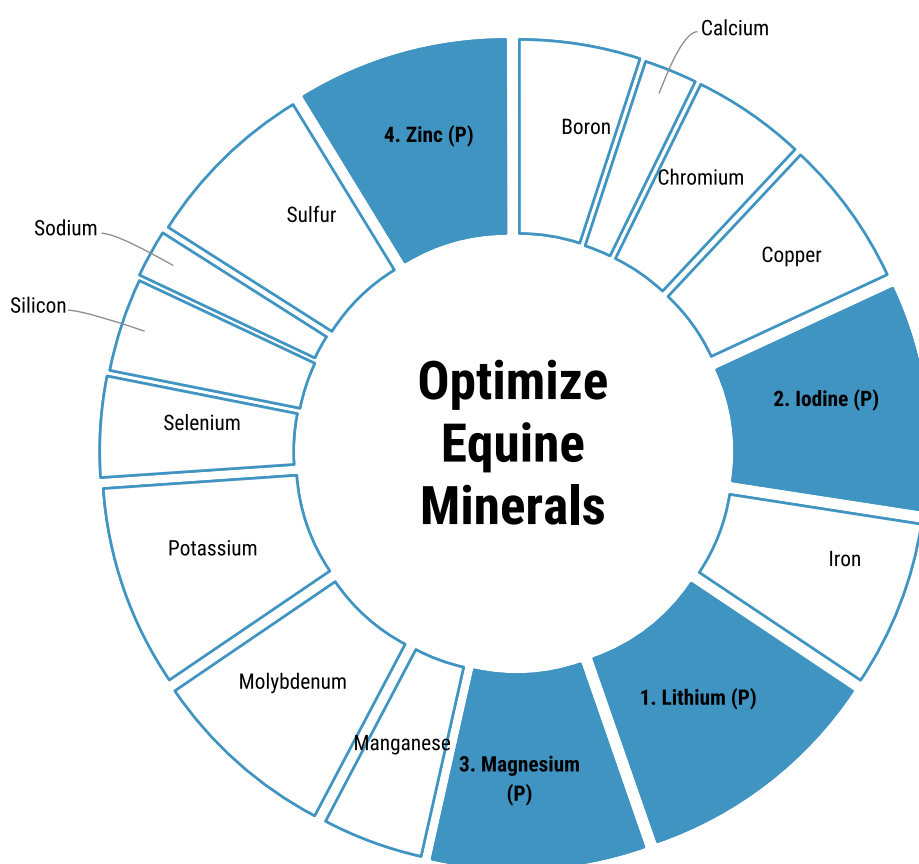 Calcium
Boron
4. Zinc (P)
Chromium
Sulfur
Sodium
Copper
Silicon
Optimize
Equine
Minerals
2. Iodine (P)
Selenium
Potassium
Iron
Molybdenum
1. Lithium (P)
Manganese
3. Magnesium
(P)